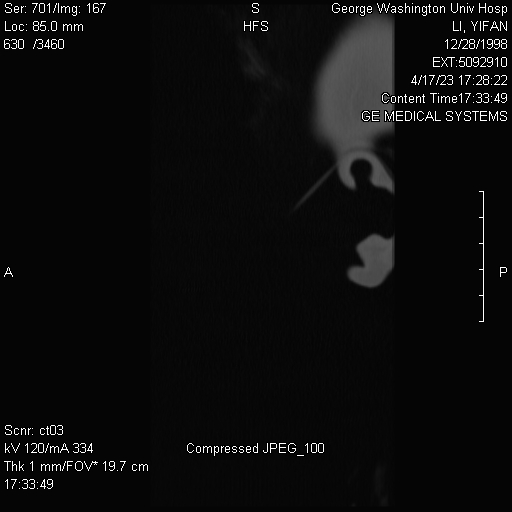 Ser: 701/Img: 167
Loc: 85.0 mm
630 /3460
S
HFS
George Washington Univ Hosp
LI, YIFAN
12/28/1998
EXT:5092910
4/17/23 17:28:22
Content Time17:33:49
GE MEDICAL SYSTEMS
A
P
Scnr: ct03
kV 120/mA 334
Thk 1 mm/FOV* 19.7 cm
17:33:49
Compressed JPEG_100